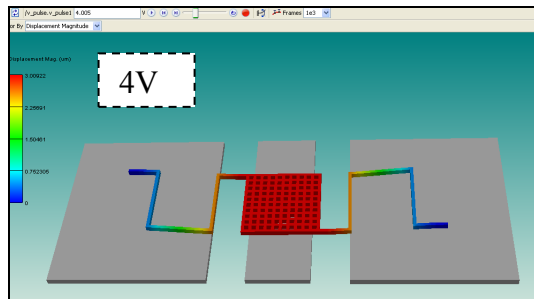 /v_pulse.v_pulse1 4.005 V Frames 1e3
or By Displacement Magnitude
Displacement Mag. (um)
3.00922
2.25691
1.50461
0.752305
0
4V